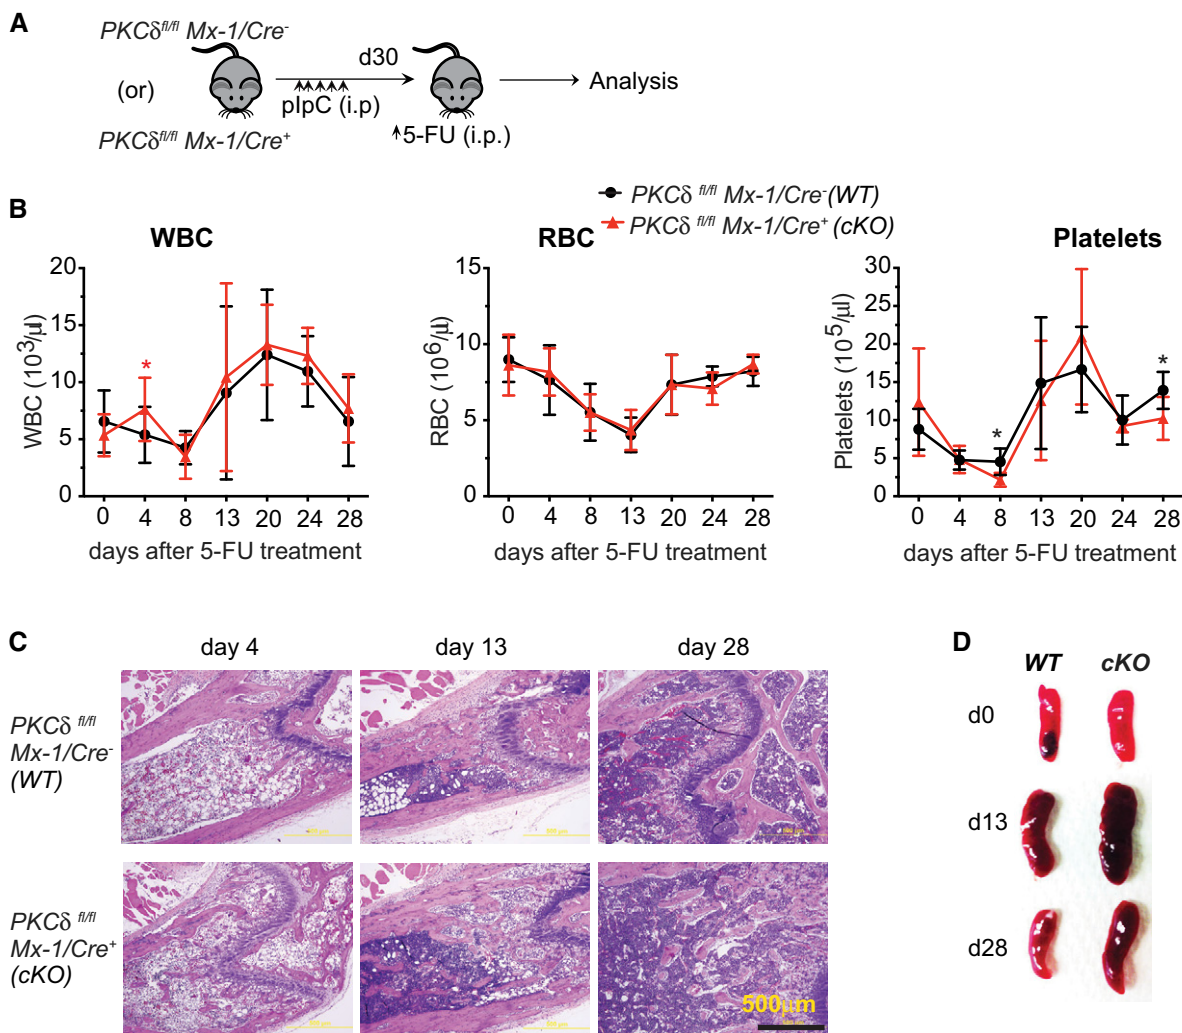 A
PKCδfl/fl Mx-1/Cre-
(or)
PKCδfl/fl Mx-1/Cre+
pIpC (i.p)
d30
5-FU (i.p.)
Analysis
B
PKCδ fl/fl Mx-1/Cre-(WT)
PKCδ fl/fl Mx-1/Cre+ (cKO)
WBC
WBC (10³/µl)
20
15
10
5
0
*
0 4 8 13 20 24 28
days after 5-FU treatment
RBC
RBC (10⁶/µl)
15
10
5
0
0 4 8 13 20 24 28
days after 5-FU treatment
Platelets
Platelets (10⁵/µl)
30
25
20
15
10
5
0
*
*
0 4 8 13 20 24 28
days after 5-FU treatment
C
day 4 day 13 day 28
PKCδ fl/fl
Mx-1/Cre-
(WT)
PKCδ fl/fl
Mx-1/Cre+
(cKO)
500µm
D
WT cKO
d0
d13
d28